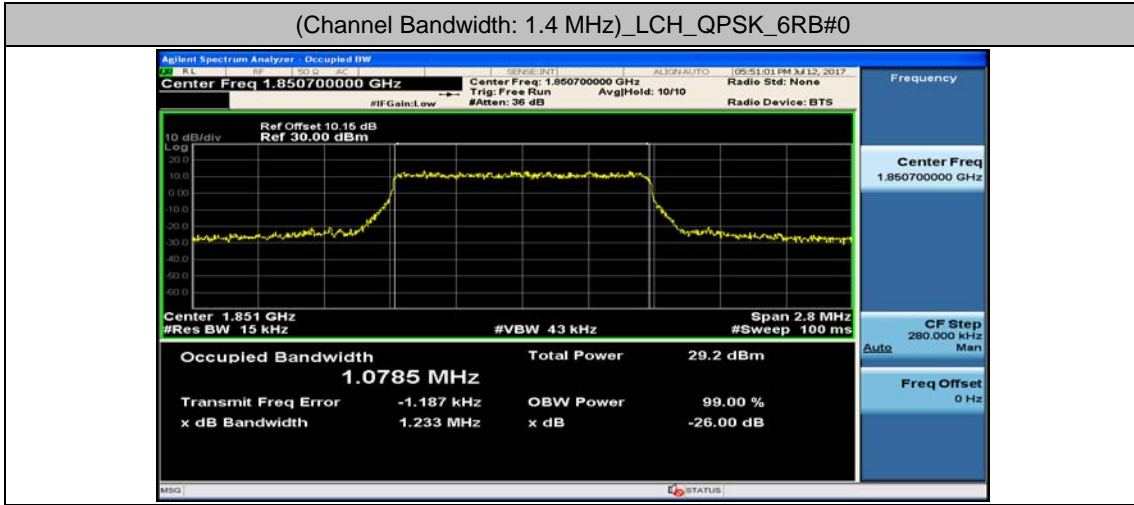 (Channel Bandwidth: 1.4 MHz)_LCH_QPSK_6RB#0
Agilent Spectrum Analyzer - Occupied BW
RL RF 50 Ω AC SENSE:INT ALIGN AUTO 05:51:01 PM Jul 12, 2017
Center Freq 1.850700000 GHz
Center Freq: 1.850700000 GHz
Radio Std: None
Trig: Free Run Avg|Hold: 10/10
#IFGain:Low #Atten: 36 dB Radio Device: BTS
Frequency
Ref Offset 10.15 dB
10 dB/div Ref 30.00 dBm
Log
20.0
10.0
0.00
-10.0
-20.0
-30.0
-40.0
-50.0
-60.0
Center Freq
1.850700000 GHz
Center 1.851 GHz Span 2.8 MHz
#Res BW 15 kHz #VBW 43 kHz #Sweep 100 ms
CF Step
280.000 kHz
Auto Man
Occupied Bandwidth Total Power 29.2 dBm
1.0785 MHz
Transmit Freq Error -1.187 kHz OBW Power 99.00 %
x dB Bandwidth 1.233 MHz x dB -26.00 dB
Freq Offset
0 Hz
MSG STATUS